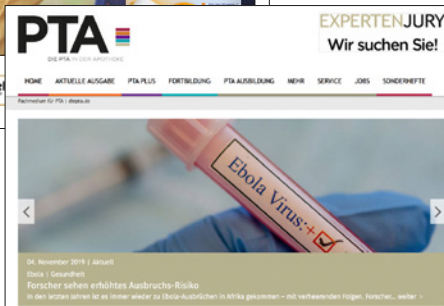 EXPERTENJURY
Wir suchen Sie!
PTA
DIE PTA IN DER APOTHEKE
HOME AKTUELLE AUSGABE PTA PLUS FORTBILDUNG PTA-AUSBILDUNG MEHR SERVICE JOBS SONDERHEFTE
Fachmedium für PTA | diepta.de
Ebola Virus: +
04. November 2019 | Aktuell
Ebola | Gesundheit
Forscher sehen erhöhtes Ausbruchs-Risiko
In den letzten Jahren ist es immer wieder zu Ebola-Ausbrüchen in Afrika gekommen – mit verheerenden Folgen. Forscher... weiter